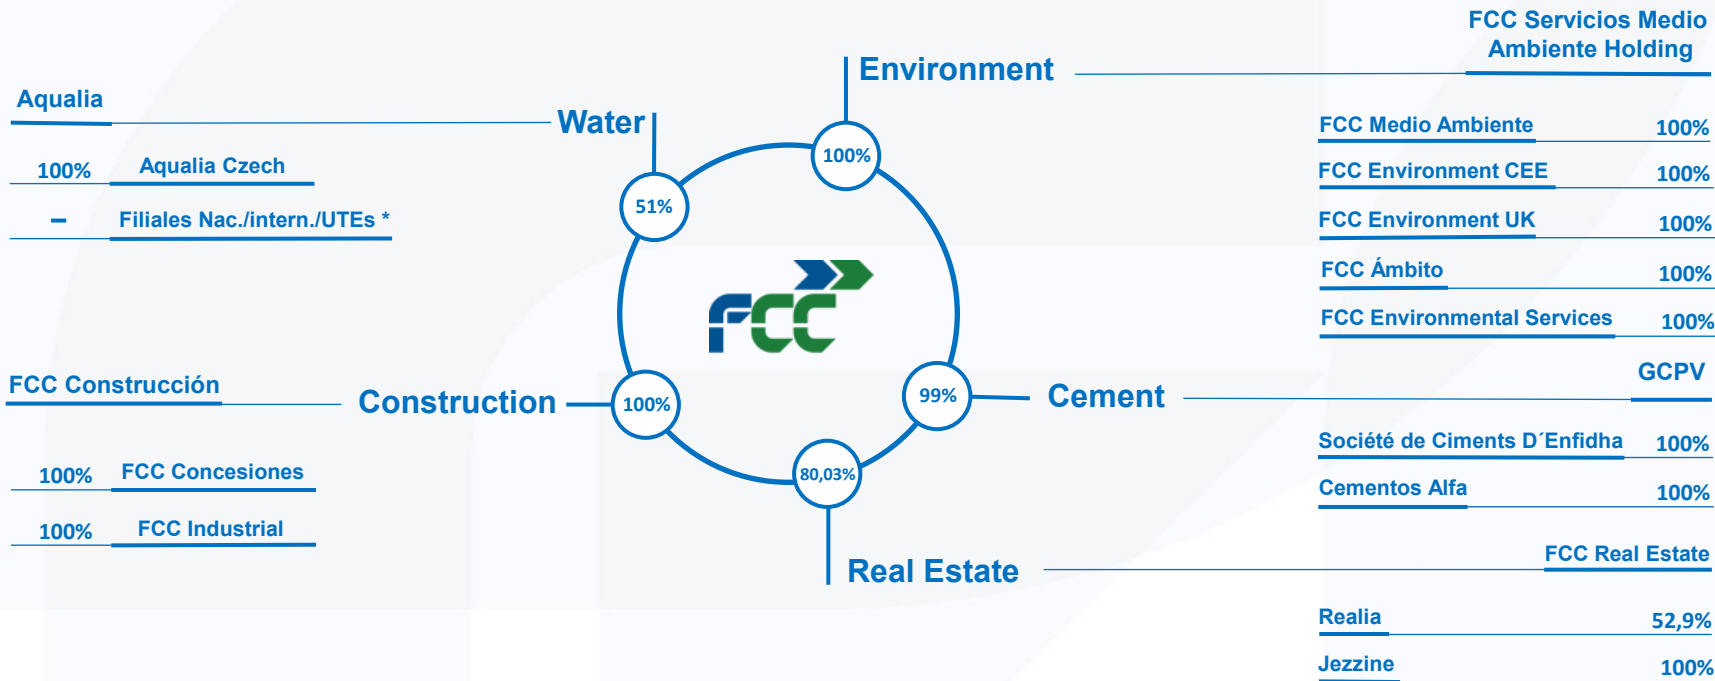 FCC Servicios Medio
Ambiente Holding
Environment
100%
FCC Medio Ambiente 100%
FCC Environment CEE 100%
FCC Environment UK 100%
FCC Ámbito 100%
FCC Environmental Services 100%
Aqualia
Water
51%
100% Aqualia Czech
– Filiales Nac./intern./UTEs *
FCC
FCC Construcción
Construction
100%
100% FCC Concesiones
100% FCC Industrial
GCPV
Cement
99%
Société de Ciments D´Enfidha 100%
Cementos Alfa 100%
80,03%
Real Estate
FCC Real Estate
Realia 52,9%
Jezzine 100%